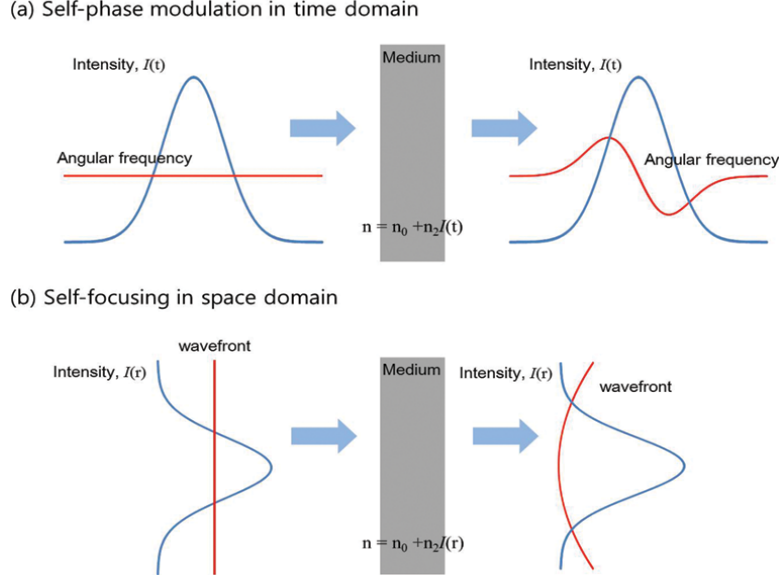 (a) Self-phase modulation in time domain
Intensity, I(t)
Medium
Intensity, I(t)
Angular frequency
Angular frequency
n = n₀ +n₂I(t)
(b) Self-focusing in space domain
wavefront
Intensity, I(r)
Medium
Intensity, I(r)
wavefront
n = n₀ +n₂I(r)